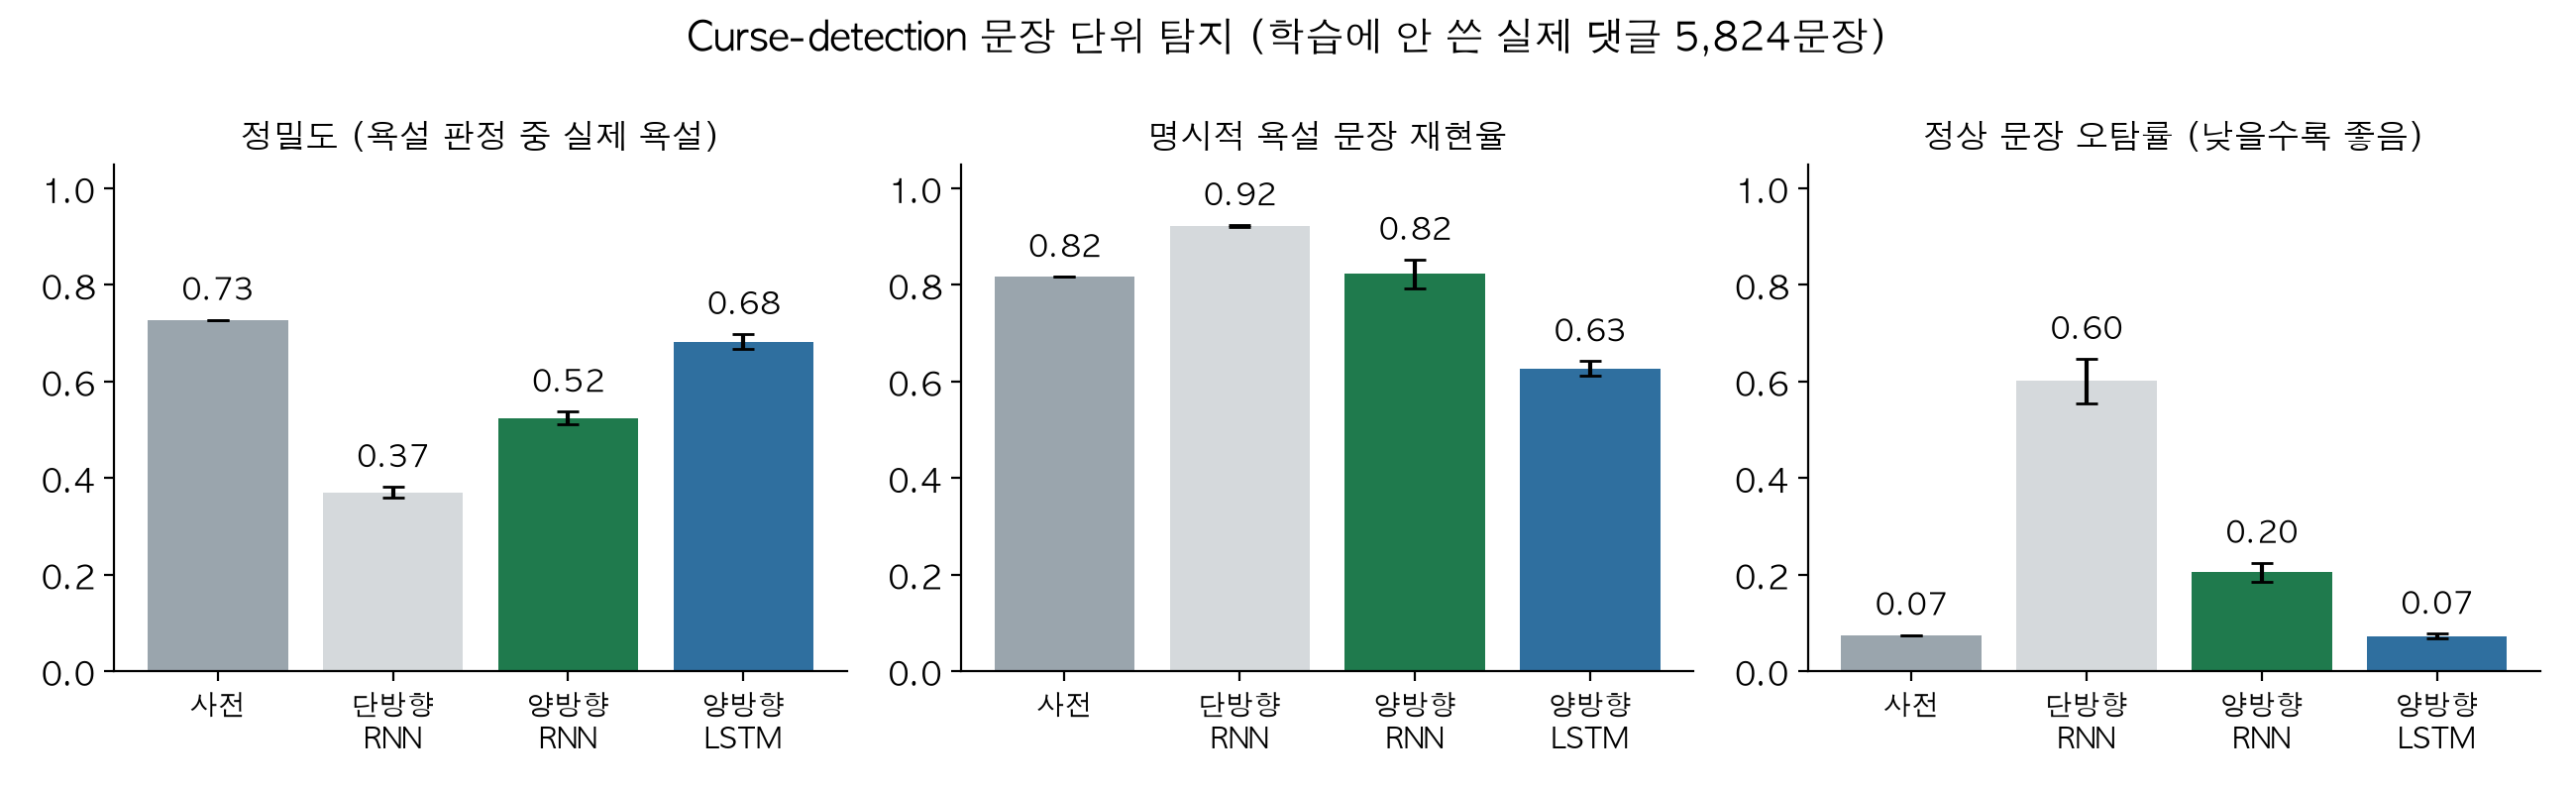 Curse-detection 문장 단위 탐지 (학습에 안 쓴 실제 댓글 5,824문장)
정밀도 (욕설 판정 중 실제 욕설)
1.0
0.8
0.6
0.4
0.2
0.0
0.73
0.37
0.52
0.68
사전
단방향
RNN
양방향
RNN
양방향
LSTM
명시적 욕설 문장 재현율
1.0
0.8
0.6
0.4
0.2
0.0
0.82
0.92
0.82
0.63
사전
단방향
RNN
양방향
RNN
양방향
LSTM
정상 문장 오탐률 (낮을수록 좋음)
1.0
0.8
0.6
0.4
0.2
0.0
0.07
0.60
0.20
0.07
사전
단방향
RNN
양방향
RNN
양방향
LSTM